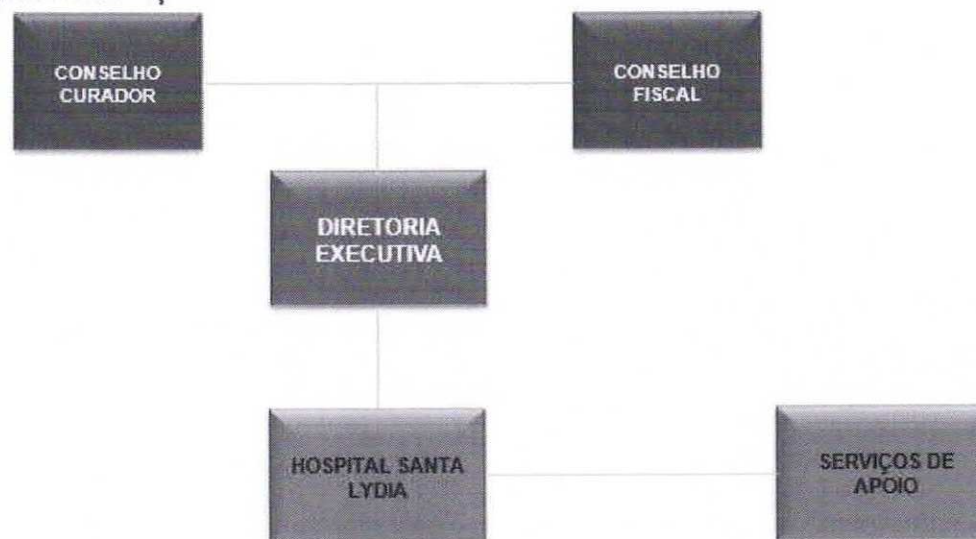 CONSELHO
CURADOR
CONSELHO
FISCAL
DIRETORIA
EXECUTIVA
HOSPITAL SANTA
LYDIA
SERVIÇOS DE
APOIO